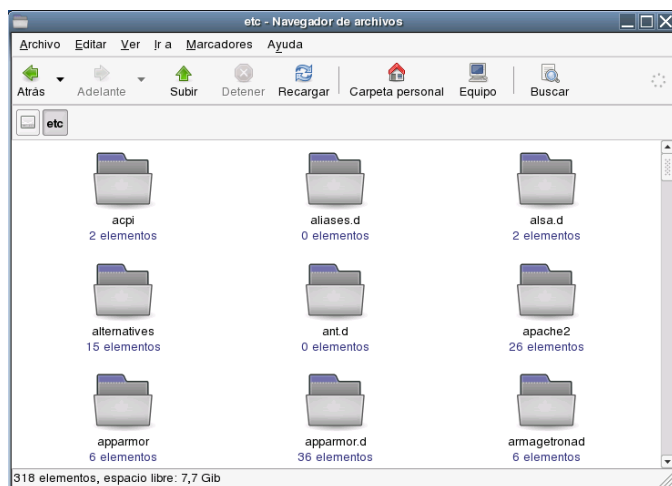 etc - Navegador de archivos
Archivo Editar Ver Ir a Marcadores Ayuda
Atrás Adelante Subir Detener Recargar Carpeta personal Equipo Buscar
etc
acpi aliases.d alsa.d
2 elementos 0 elementos 2 elementos
alternatives ant.d apache2
15 elementos 0 elementos 26 elementos
apparmor apparmor.d armagetronad
6 elementos 36 elementos 6 elementos
318 elementos, espacio libre: 7,7 Gib